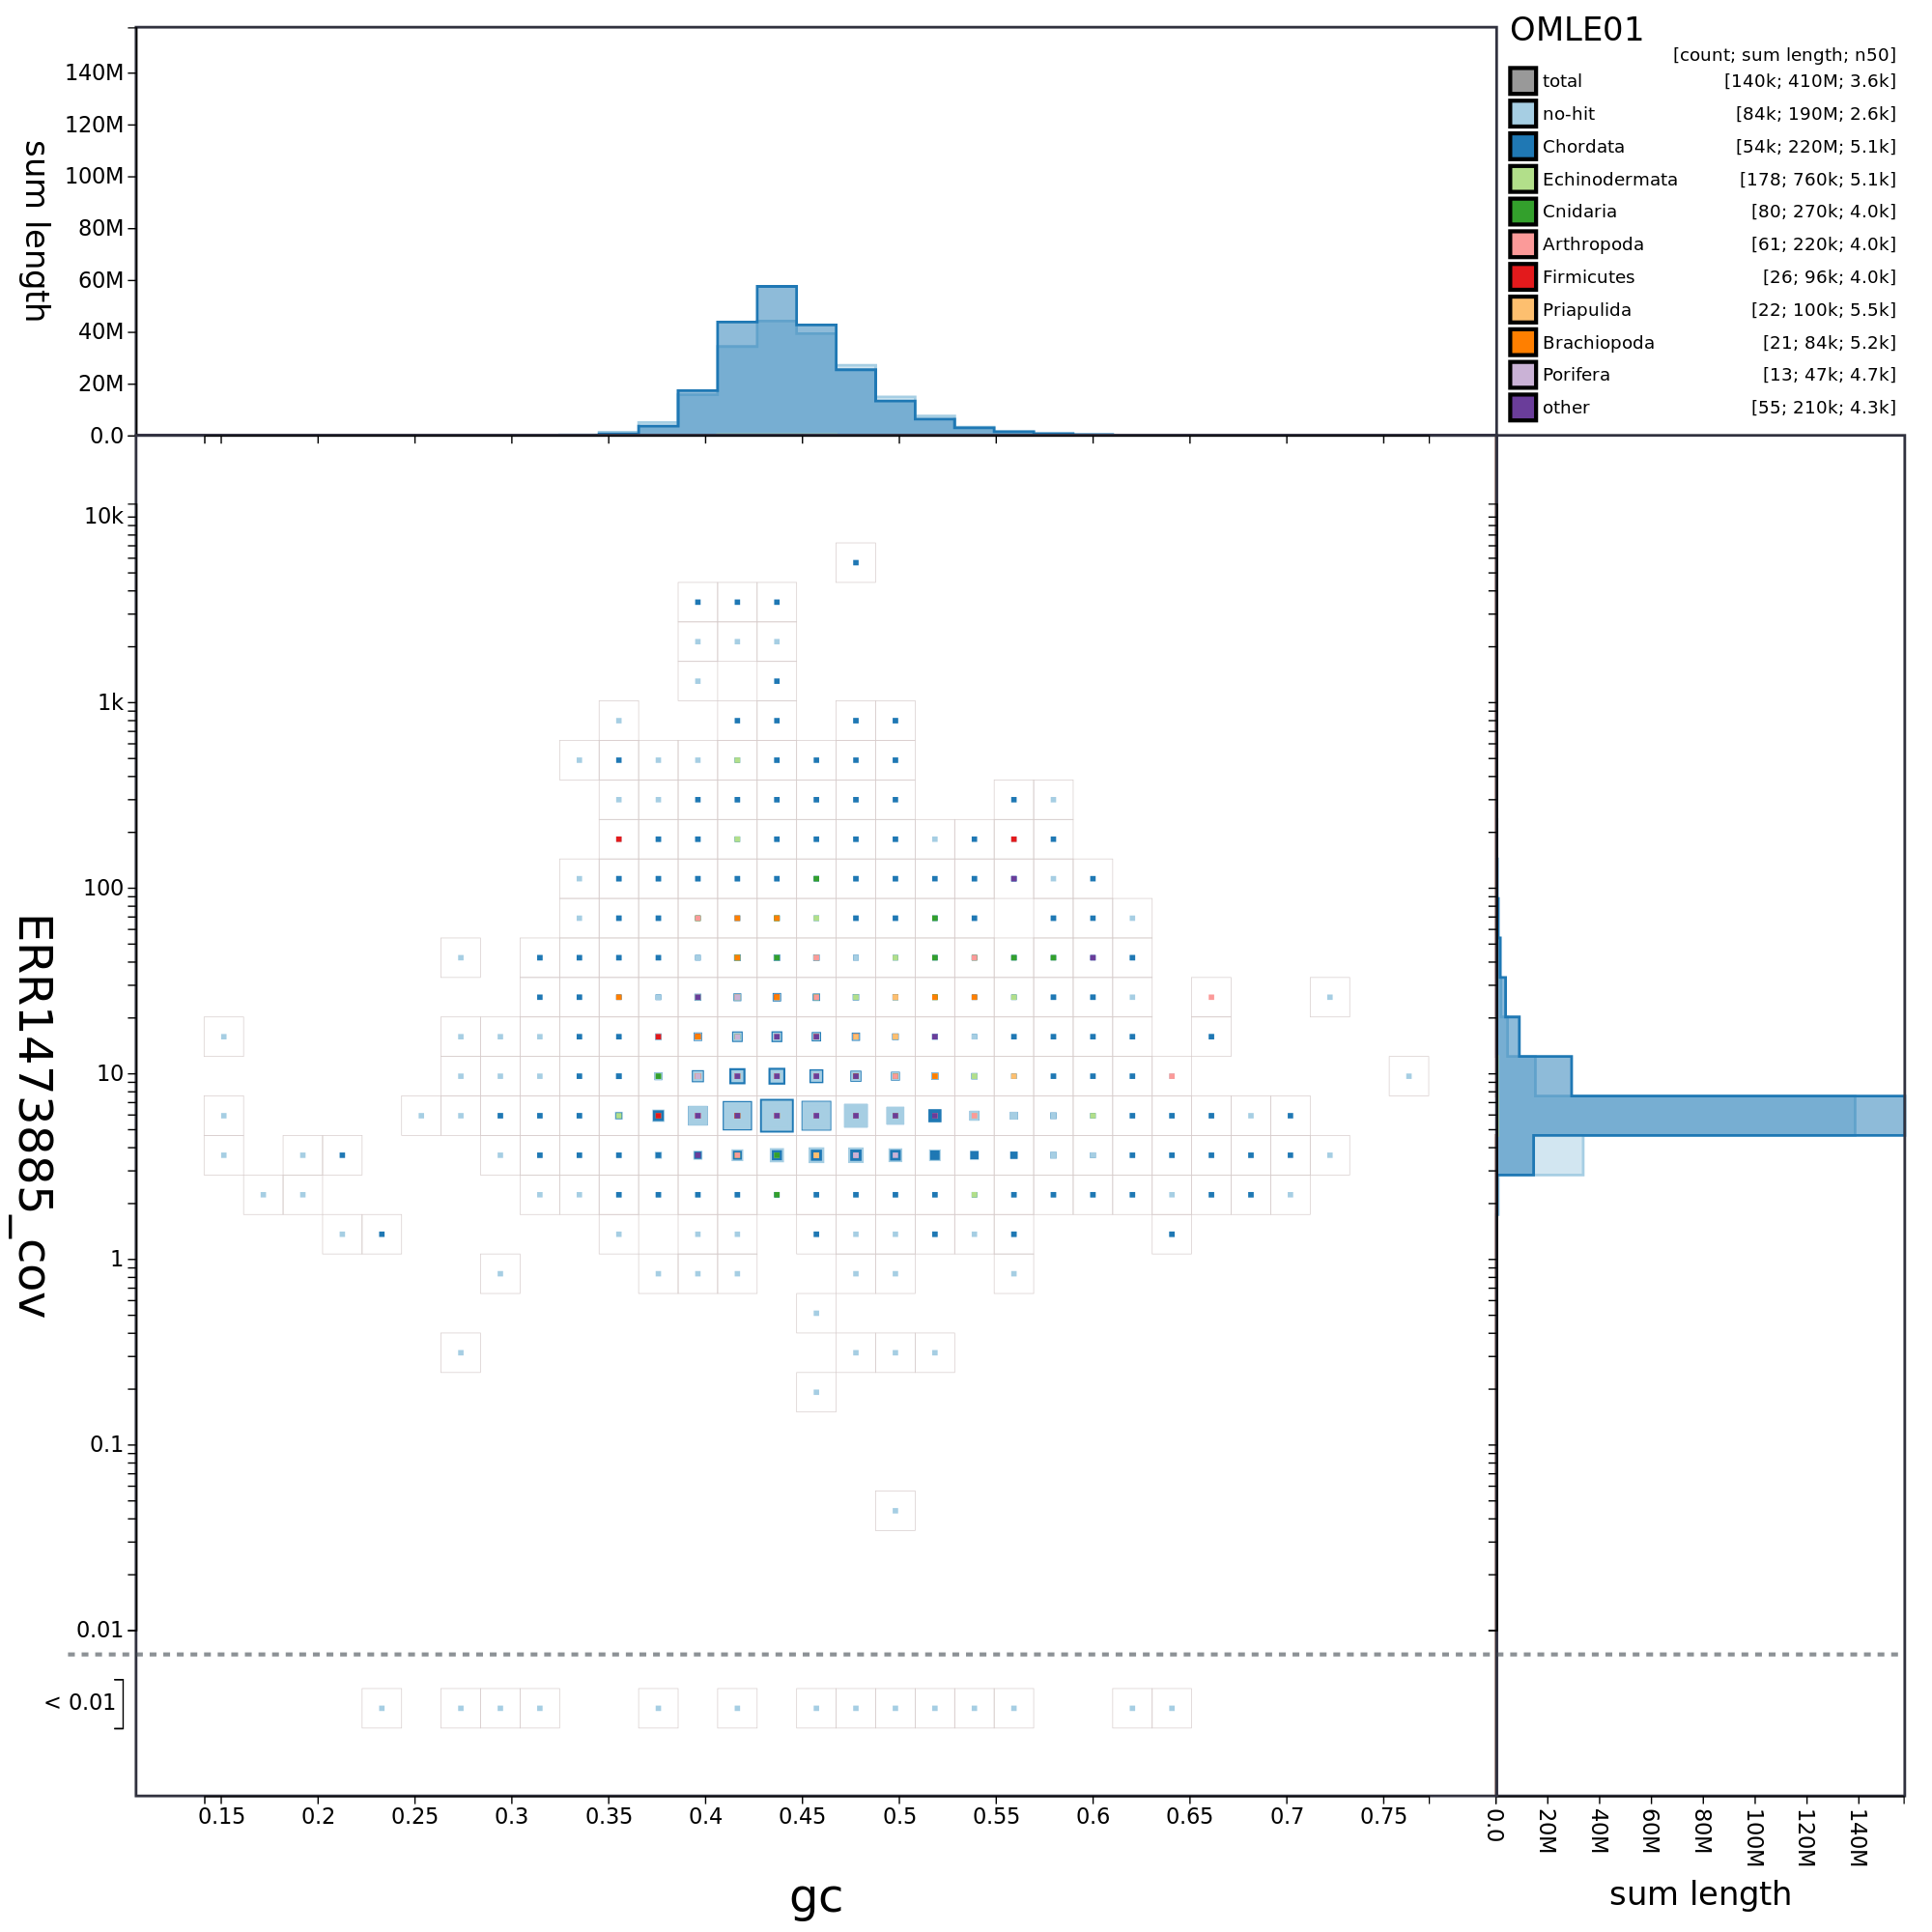 OMLE01
[count; sum length; n50]
total [140k; 410M; 3.6k]
no-hit [84k; 190M; 2.6k]
Chordata [54k; 220M; 5.1k]
Echinodermata [178; 760k; 5.1k]
Cnidaria [80; 270k; 4.0k]
Arthropoda [61; 220k; 4.0k]
Firmicutes [26; 96k; 4.0k]
Priapulida [22; 100k; 5.5k]
Brachiopoda [21; 84k; 5.2k]
Porifera [13; 47k; 4.7k]
other [55; 210k; 4.3k]
sum length
140M
120M
100M
80M
60M
40M
20M
0.0
ERR1473885_cov
10k
1k
100
10
1
0.1
0.01
< 0.01
0.15 0.2 0.25 0.3 0.35 0.4 0.45 0.5 0.55 0.6 0.65 0.7 0.75
gc
0.0 20M 40M 60M 80M 100M 120M 140M
sum length